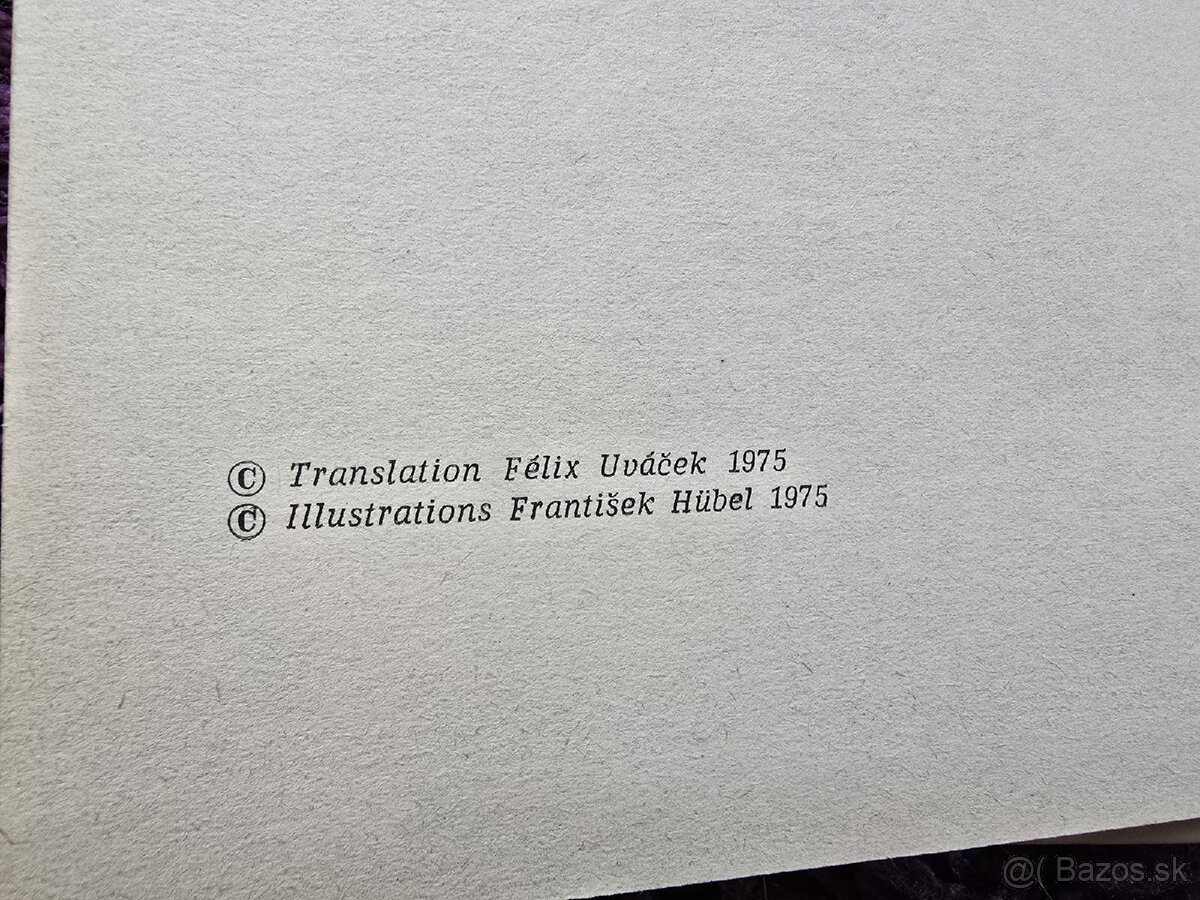 © Translation Félix Uváček 1975
© Illustrations František Hübel 1975
@( Bazos.sk